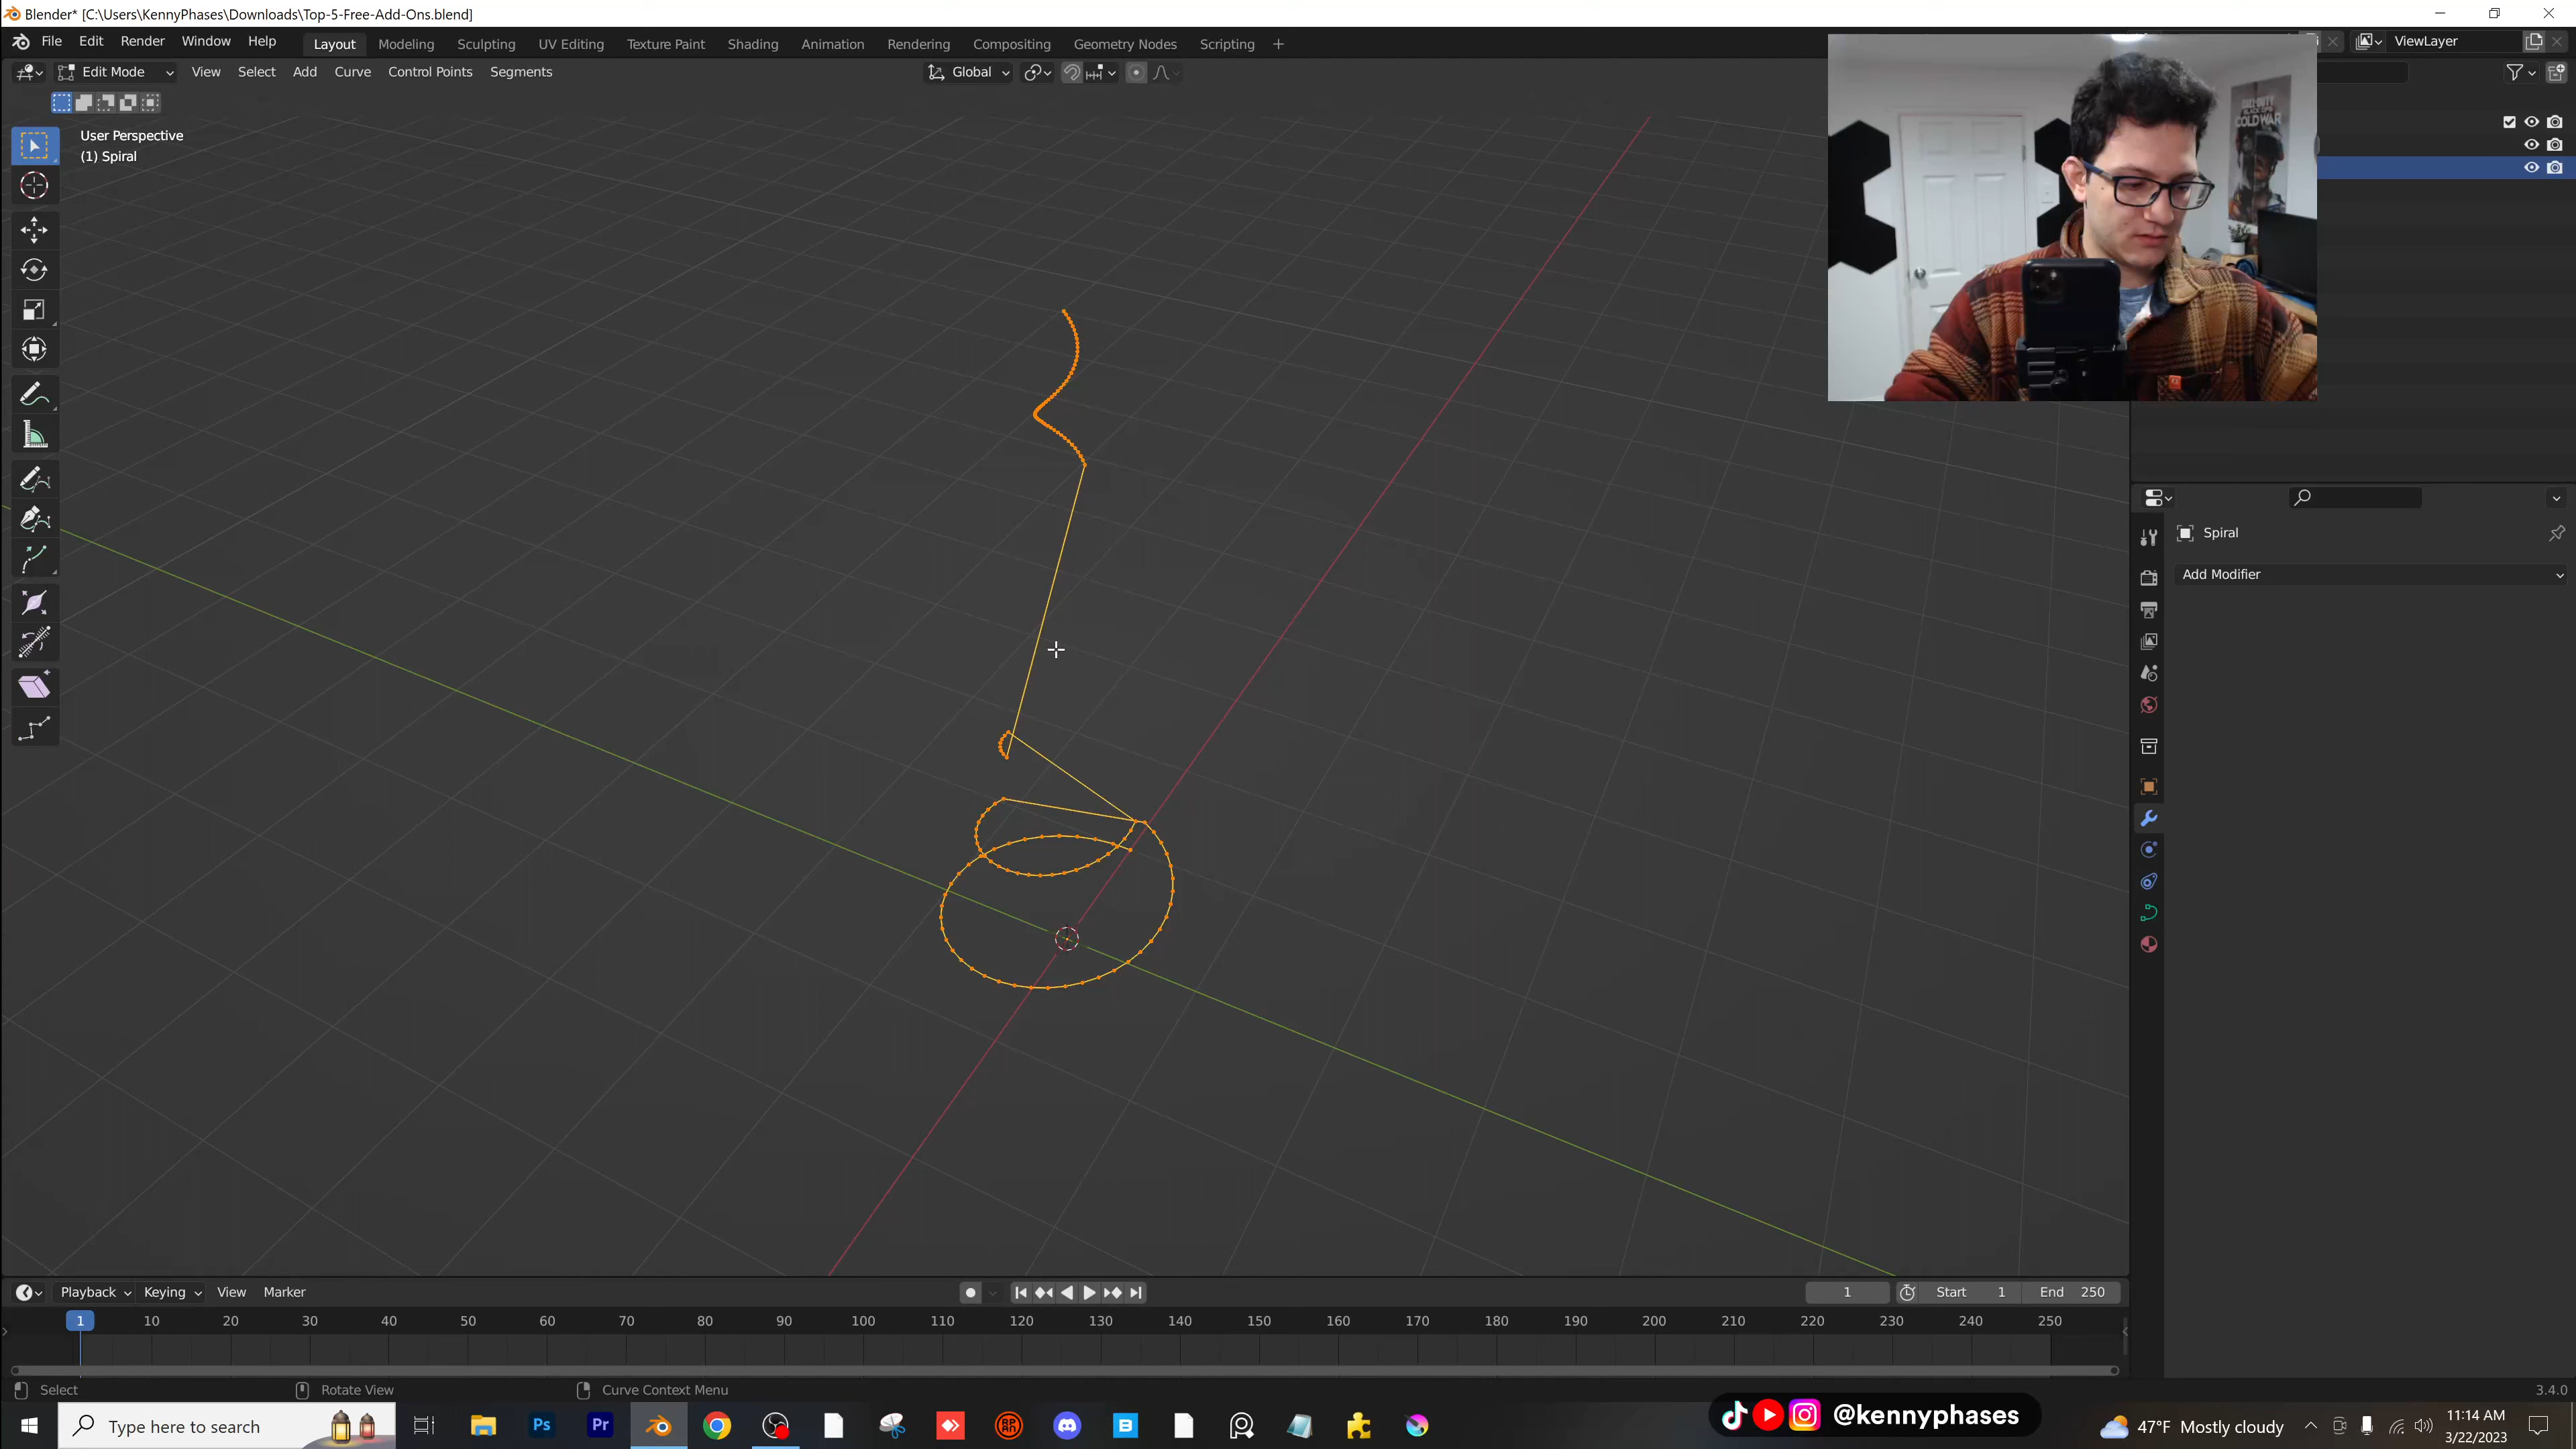 Blender* [C:\Users\KennyPhases\Downloads\Top-5-Free-Add-Ons.blend]
File Edit Render Window Help Layout Modeling Sculpting UV Editing Texture Paint Shading Animation Rendering Compositing Geometry Nodes Scripting + ViewLayer
Edit Mode View Select Add Curve Control Points Segments Global
User Perspective
(1) Spiral
COLD WAR
Spiral
Add Modifier
Playback Keying View Marker 1 Start 1 End 250
1 10 20 30 40 50 60 70 80 90 100 110 120 130 140 150 160 170 180 190 200 210 220 230 240 250
Select Rotate View Curve Context Menu 3.4.0
Type here to search Ps Pr B @kennyphases 47°F Mostly cloudy 11:14 AM
3/22/2023